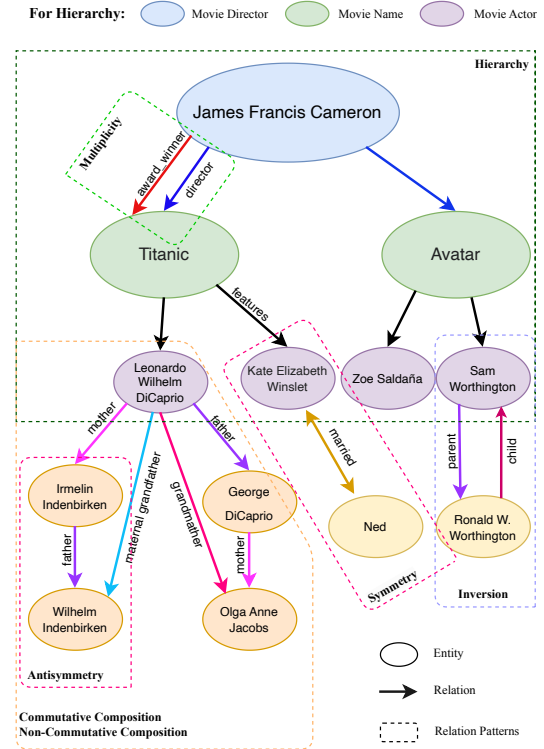 For Hierarchy: Movie Director Movie Name Movie Actor
Hierarchy
James Francis Cameron
Multiplicity
award_winner
director
Titanic
Avatar
features
Leonardo
Wilhelm
DiCaprio
Kate Elizabeth
Winslet
Zoe Saldaña
Sam
Worthington
mother
father
married
parent
child
Irmelin
Indenbirken
maternal grandfather
grandmather
George
DiCaprio
Ned
Ronald W.
Worthington
father
mother
Symmetry
Inversion
Wilhelm
Indenbirken
Olga Anne
Jacobs
Antisymmetry
Entity
Relation
Commutative Composition
Non-Commutative Composition
Relation Patterns